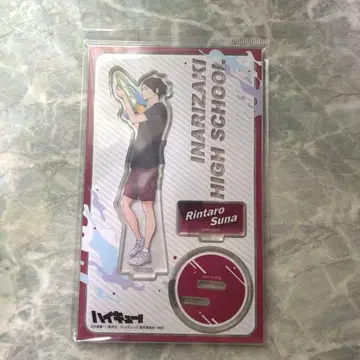 INARIZAKI
HIGH SCHOOL
Rintaro
Suna
ハイキュー!!